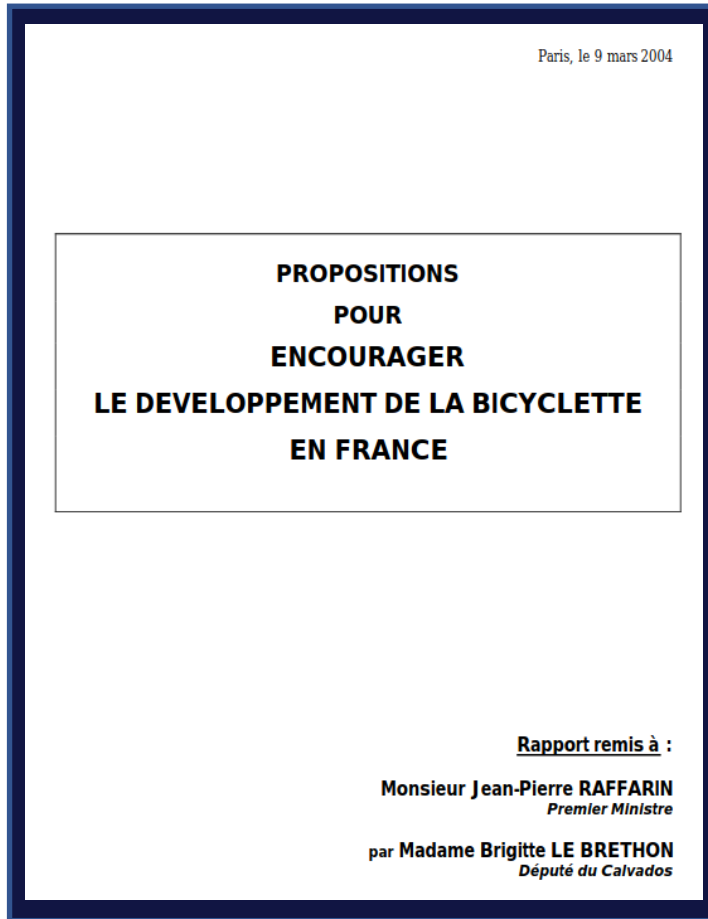 Paris, le 9 mars 2004
PROPOSITIONS
POUR
ENCOURAGER
LE DEVELOPPEMENT DE LA BICYCLETTE
EN FRANCE
Rapport remis à :
Monsieur Jean-Pierre RAFFARIN
Premier Ministre
par Madame Brigitte LE BRETHON
Député du Calvados